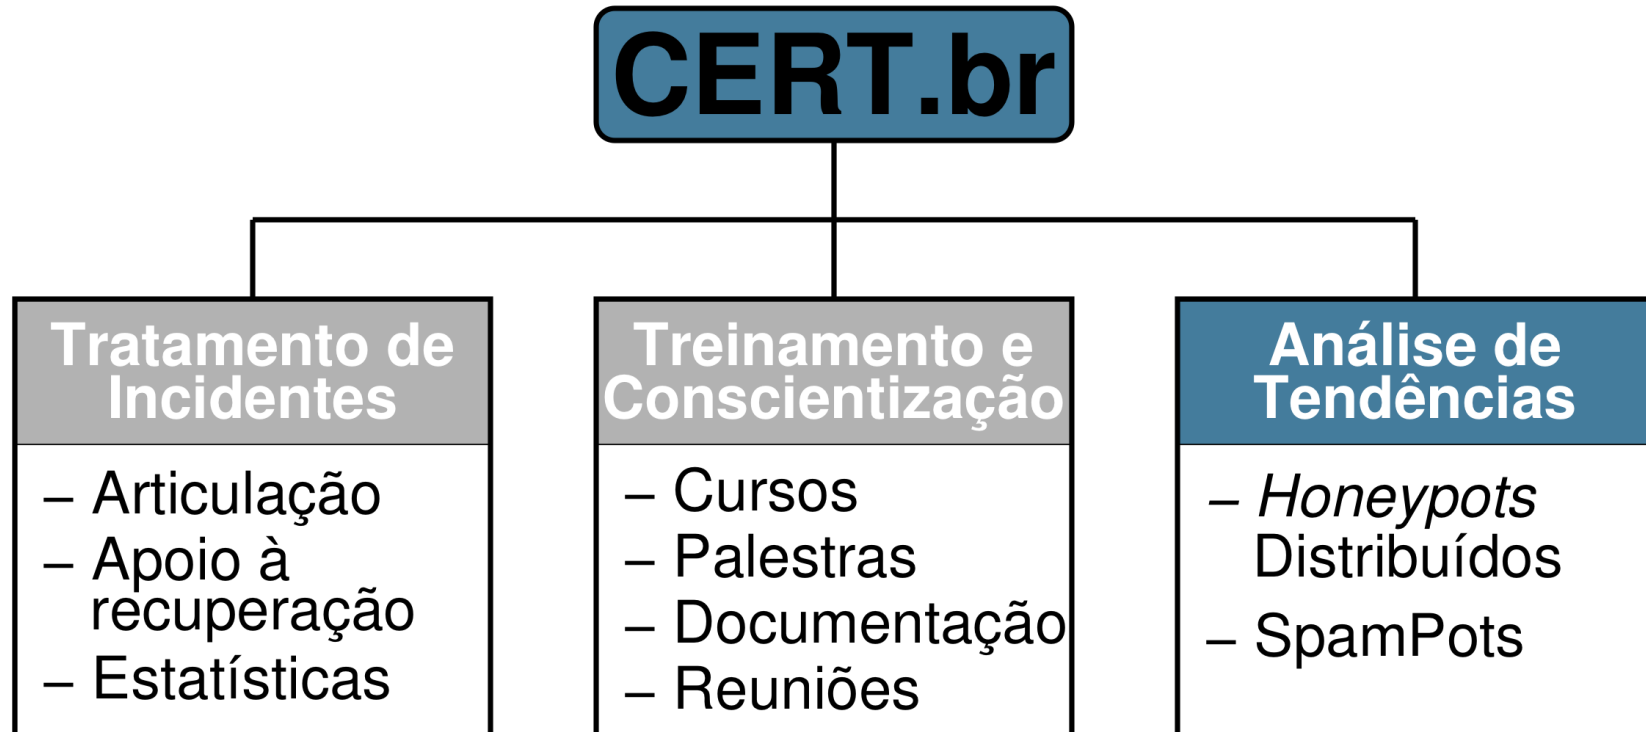 CERT.br
Tratamento de
Incidentes
– Articulação
– Apoio à
recuperação
– Estatísticas
Treinamento e
Conscientização
– Cursos
– Palestras
– Documentação
– Reuniões
Análise de
Tendências
– Honeypots
Distribuídos
– SpamPots